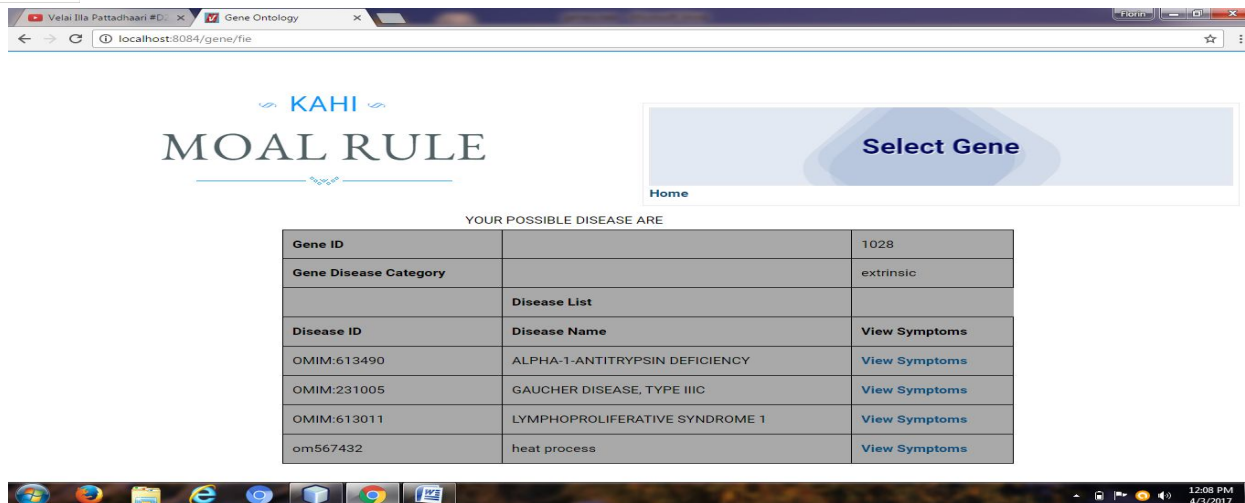 Velai Illa Pattadhaari #D
Gene Ontology
Fiorin
localhost:8084/gene/fie
KAHI
MOAL RULE
Select Gene
Home
YOUR POSSIBLE DISEASE ARE
Gene ID 1028
Gene Disease Category extrinsic
Disease List
Disease ID Disease Name View Symptoms
OMIM:613490 ALPHA-1-ANTITRYPSIN DEFICIENCY View Symptoms
OMIM:231005 GAUCHER DISEASE, TYPE IIIC View Symptoms
OMIM:613011 LYMPHOPROLIFERATIVE SYNDROME 1 View Symptoms
om567432 heat process View Symptoms
12:08 PM
4/3/2017